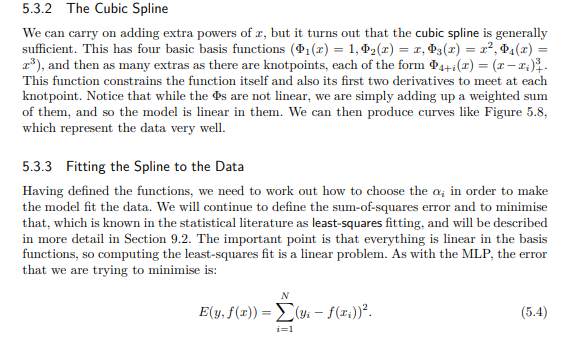 5.3.2 The Cubic Spline
We can carry on adding extra powers of x, but it turns out that the cubic spline is generally
sufficient. This has four basic basis functions (Φ₁(x) = 1, Φ₂(x) = x, Φ₃(x) = x², Φ₄(x) =
x³), and then as many extras as there are knotpoints, each of the form Φ₄₊ᵢ(x) = (x − xᵢ)³₊.
This function constrains the function itself and also its first two derivatives to meet at each
knotpoint. Notice that while the Φs are not linear, we are simply adding up a weighted sum
of them, and so the model is linear in them. We can then produce curves like Figure 5.8,
which represent the data very well.
5.3.3 Fitting the Spline to the Data
Having defined the functions, we need to work out how to choose the αᵢ in order to make
the model fit the data. We will continue to define the sum-of-squares error and to minimise
that, which is known in the statistical literature as least-squares fitting, and will be described
in more detail in Section 9.2. The important point is that everything is linear in the basis
functions, so computing the least-squares fit is a linear problem. As with the MLP, the error
that we are trying to minimise is:
E(y, f(x)) = ∑ᵢ₌₁ᴺ (yᵢ − f(xᵢ))². (5.4)